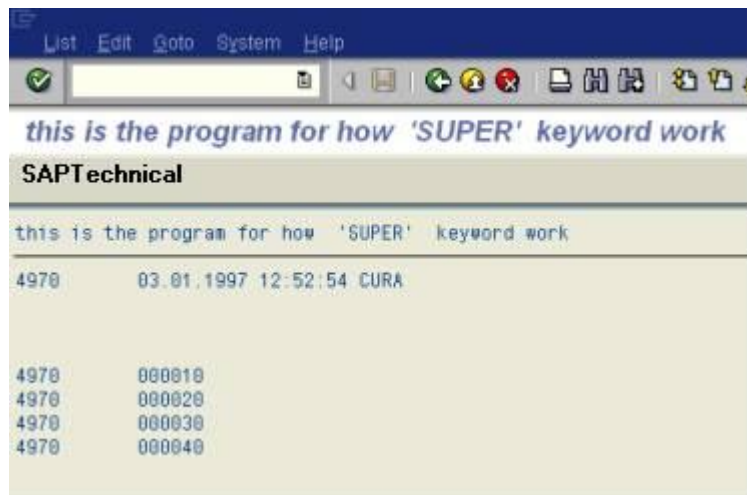 List Edit Goto System Help
this is the program for how 'SUPER' keyword work
SAPTechnical
this is the program for how 'SUPER' keyword work
4970 03.01.1997 12:52:54 CURA
4970 000010
4970 000020
4970 000030
4970 000040